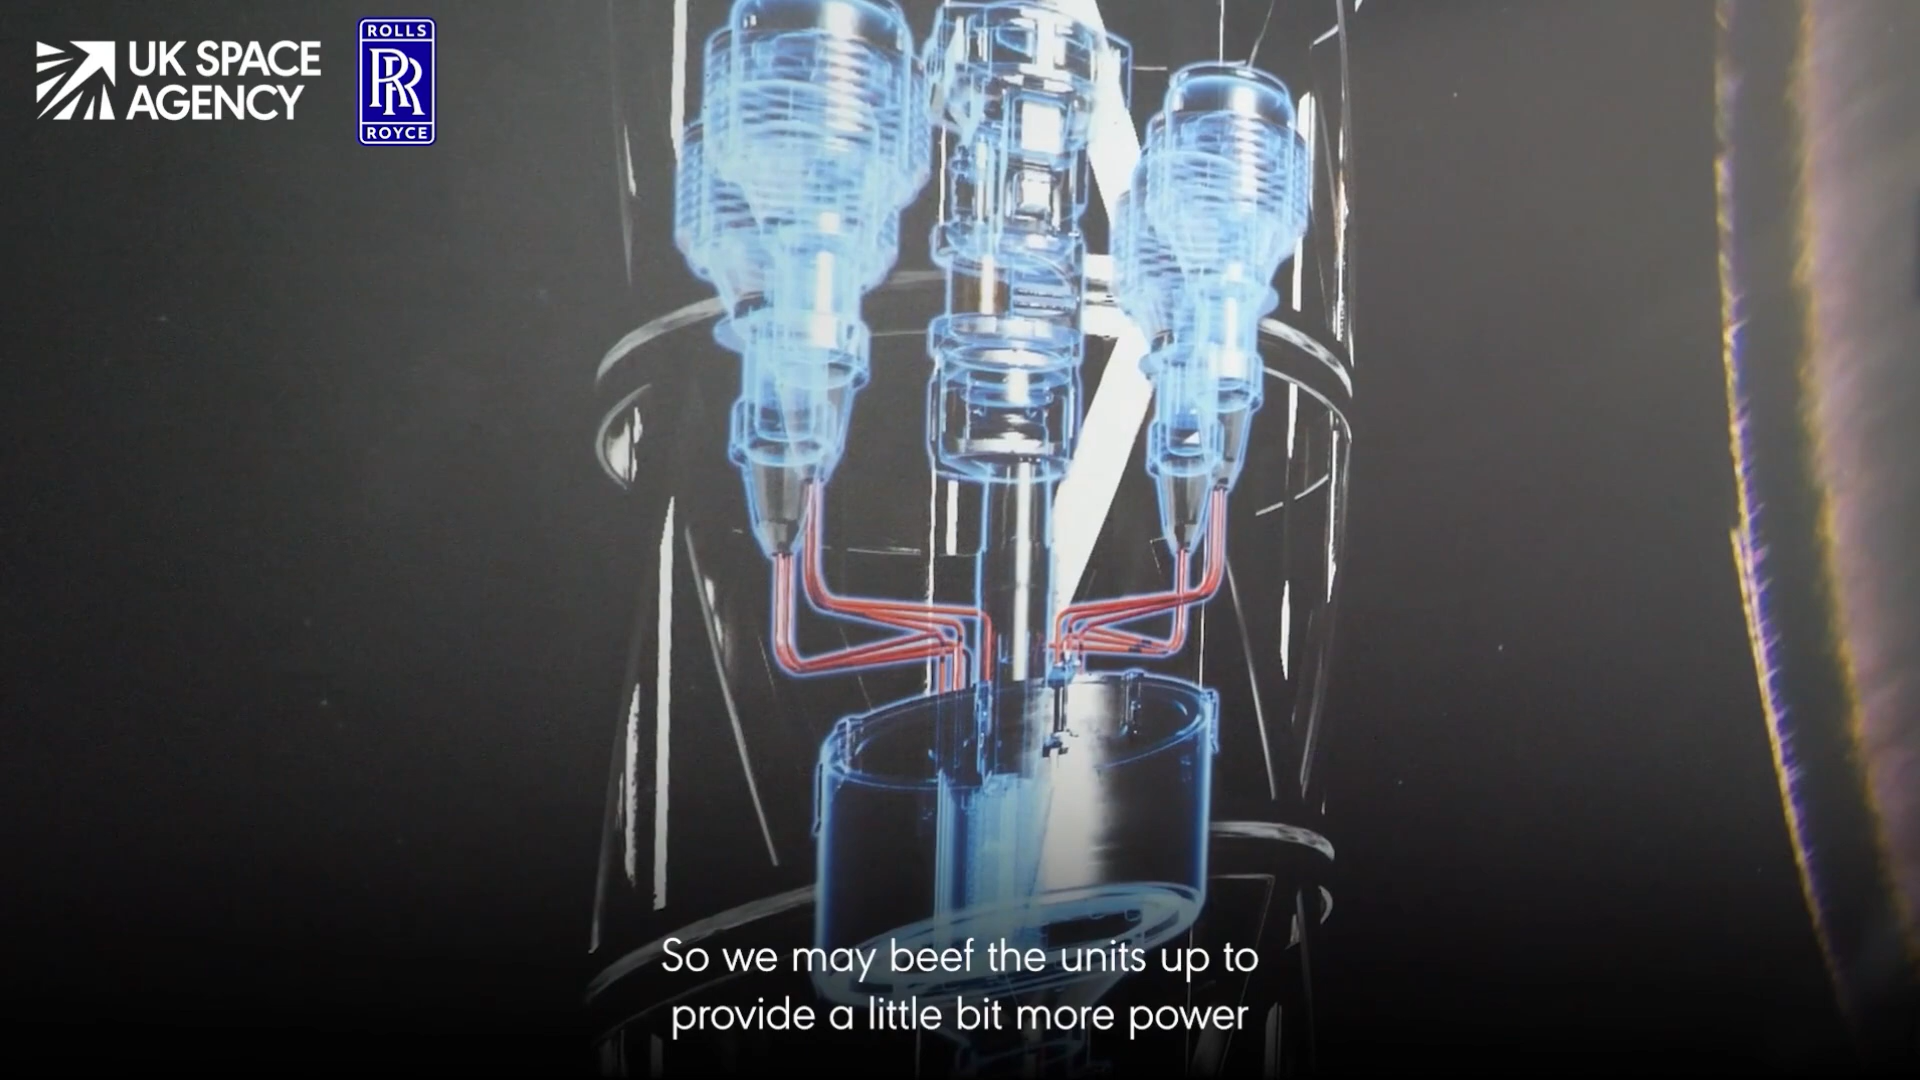 UK SPACE
AGENCY
ROLLS
RR
ROYCE
So we may beef the units up to
provide a little bit more power